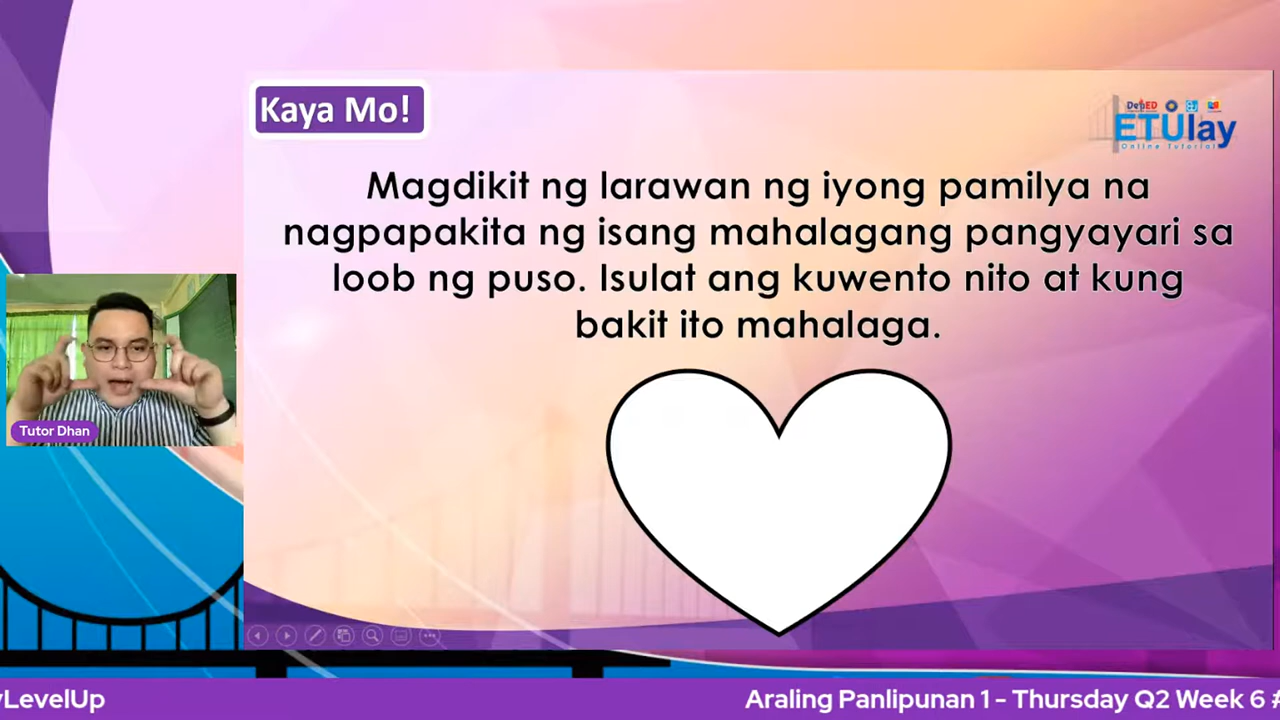 Kaya Mo!
DepED
ETUlay
Online Tutorial
Magdikit ng larawan ng iyong pamilya na
nagpapakita ng isang mahalagang pangyayari sa
loob ng puso. Isulat ang kuwento nito at kung
bakit ito mahalaga.
Tutor Dhan
yLevelUp
Araling Panlipunan 1 - Thursday Q2 Week 6 #